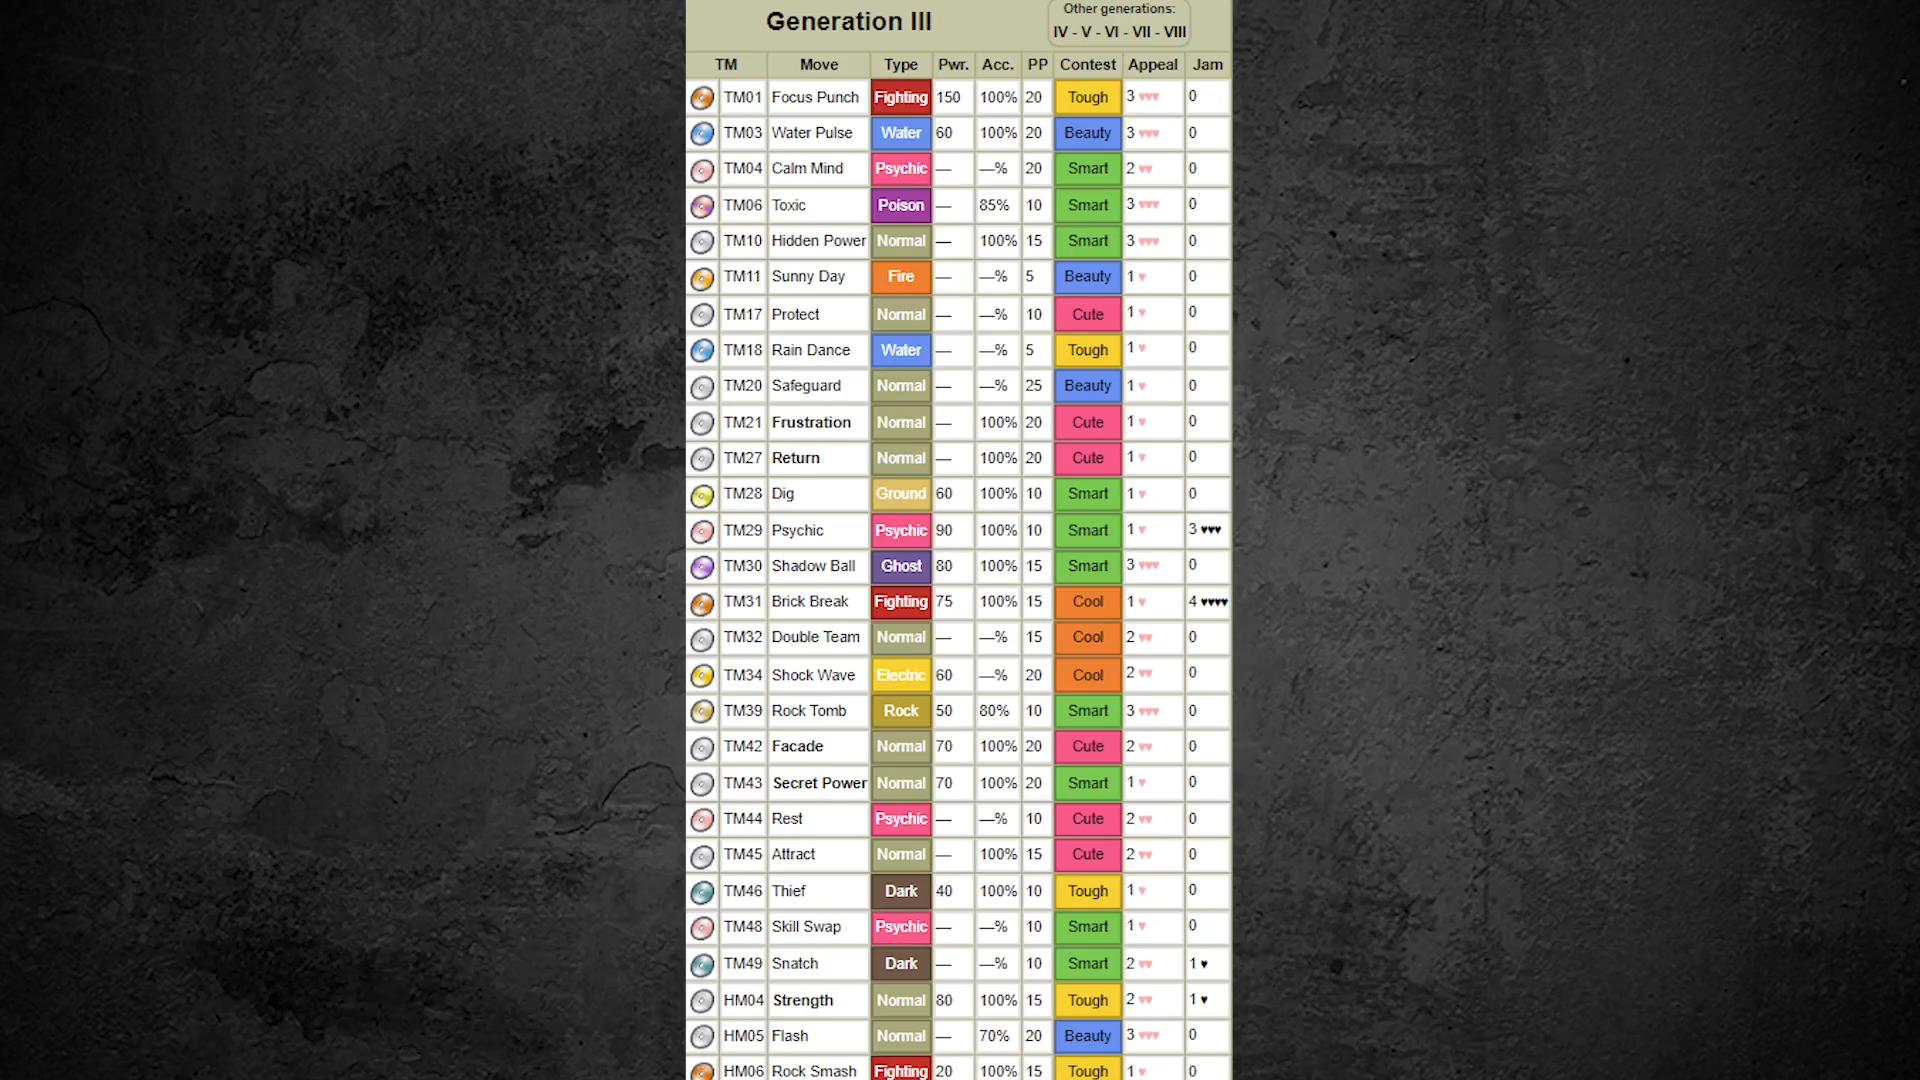 Generation III
Other generations:
IV - V - VI - VII - VIII
TM Move Type Pwr. Acc. PP Contest Appeal Jam
TM01 Focus Punch Fighting 150 100% 20 Tough 3 ♥♥♥ 0
TM03 Water Pulse Water 60 100% 20 Beauty 3 ♥♥♥ 0
TM04 Calm Mind Psychic — —% 20 Smart 2 ♥♥ 0
TM06 Toxic Poison — 85% 10 Smart 3 ♥♥♥ 0
TM10 Hidden Power Normal — 100% 15 Smart 3 ♥♥♥ 0
TM11 Sunny Day Fire — —% 5 Beauty 1 ♥ 0
TM17 Protect Normal — —% 10 Cute 1 ♥ 0
TM18 Rain Dance Water — —% 5 Tough 1 ♥ 0
TM20 Safeguard Normal — —% 25 Beauty 1 ♥ 0
TM21 Frustration Normal — 100% 20 Cute 1 ♥ 0
TM27 Return Normal — 100% 20 Cute 1 ♥ 0
TM28 Dig Ground 60 100% 10 Smart 1 ♥ 0
TM29 Psychic Psychic 90 100% 10 Smart 1 ♥ 3 ♥♥♥
TM30 Shadow Ball Ghost 80 100% 15 Smart 3 ♥♥♥ 0
TM31 Brick Break Fighting 75 100% 15 Cool 1 ♥ 4 ♥♥♥♥
TM32 Double Team Normal — —% 15 Cool 2 ♥♥ 0
TM34 Shock Wave Electric 60 —% 20 Cool 2 ♥♥ 0
TM39 Rock Tomb Rock 50 80% 10 Smart 3 ♥♥♥ 0
TM42 Facade Normal 70 100% 20 Cute 2 ♥♥ 0
TM43 Secret Power Normal 70 100% 20 Smart 1 ♥ 0
TM44 Rest Psychic — —% 10 Cute 2 ♥♥ 0
TM45 Attract Normal — 100% 15 Cute 2 ♥♥ 0
TM46 Thief Dark 40 100% 10 Tough 1 ♥ 0
TM48 Skill Swap Psychic — —% 10 Smart 1 ♥ 0
TM49 Snatch Dark — —% 10 Smart 2 ♥♥ 1 ♥
HM04 Strength Normal 80 100% 15 Tough 2 ♥♥ 1 ♥
HM05 Flash Normal — 70% 20 Beauty 3 ♥♥♥ 0
HM06 Rock Smash Fighting 20 100% 15 Tough 1 ♥ 0